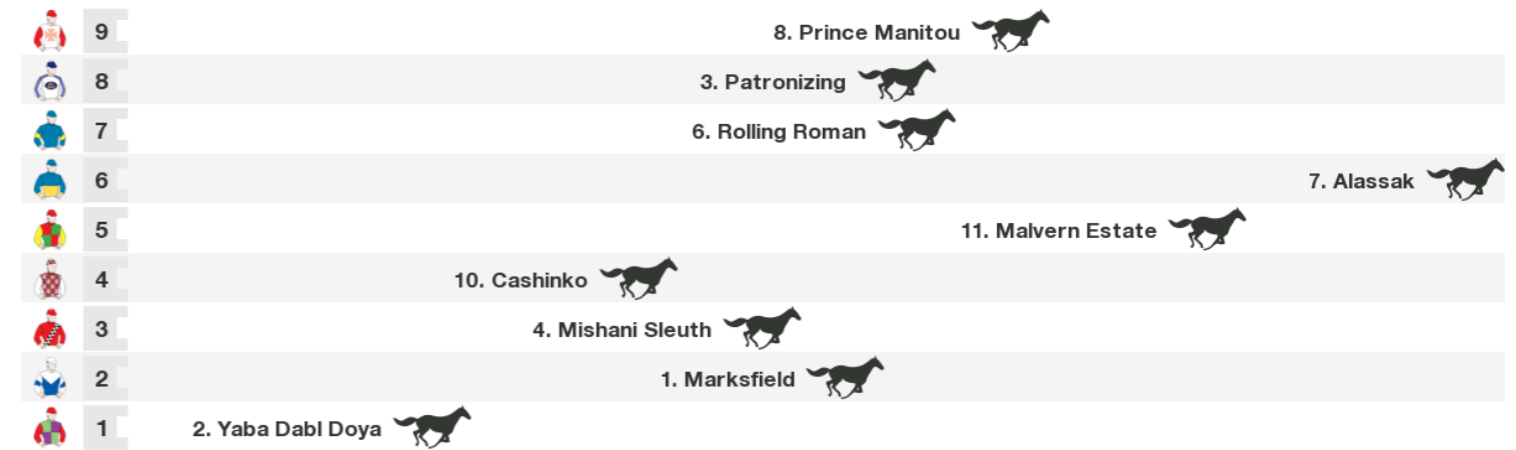 9 8. Prince Manitou
8 3. Patronizing
7 6. Rolling Roman
6 7. Alassak
5 11. Malvern Estate
4 10. Cashinko
3 4. Mishani Sleuth
2 1. Marksfield
1 2. Yaba Dabl Doya